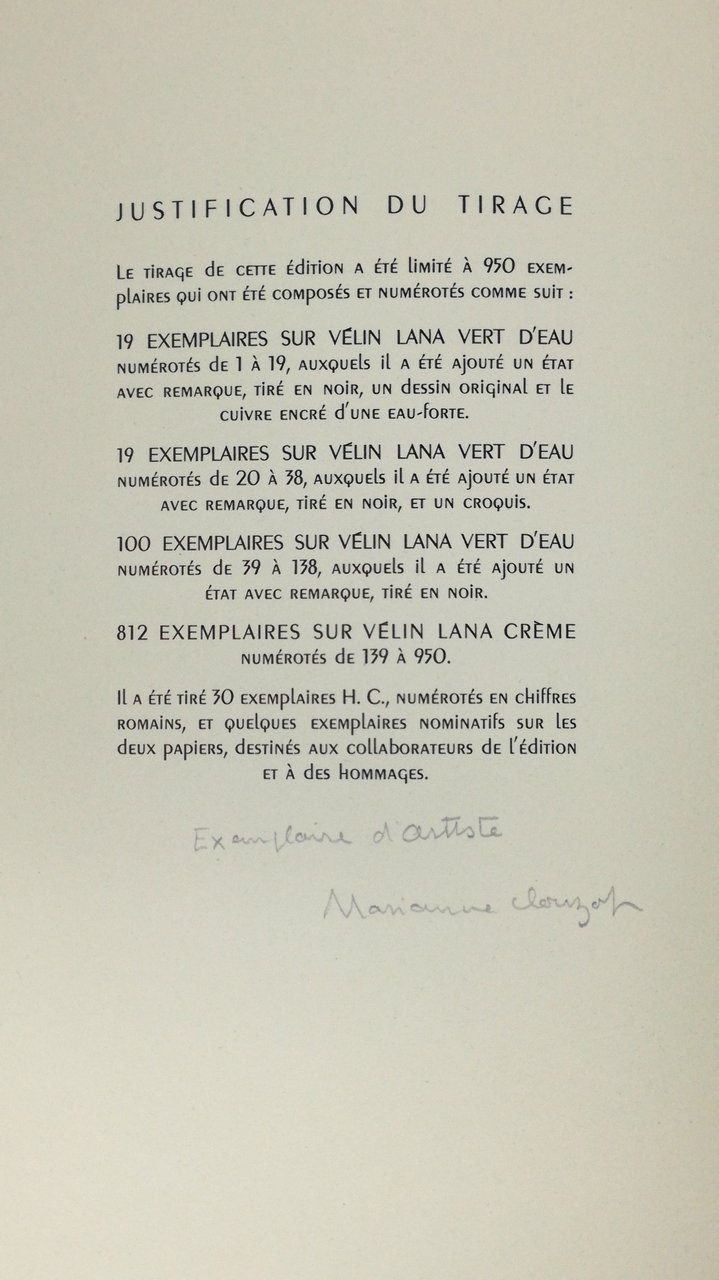 JUSTIFICATION DU TIRAGE
LE TIRAGE de CETTE édition A ÉTÉ limité à 950 EXEM-
plaires qui ont été composés et numérotés comme suit :
19 EXEMPLAIRES SUR VÉLIN LANA VERT D'EAU
numérotés de 1 à 19, auxquels il a été ajouté un état
avec remarque, tiré en noir, un dessin original et le
cuivre encré d'une eau-forte.
19 EXEMPLAIRES SUR VÉLIN LANA VERT D'EAU
numérotés de 20 à 38, auxquels il a été ajouté un état
avec remarque, tiré en noir, et un croquis.
100 EXEMPLAIRES SUR VÉLIN LANA VERT D'EAU
numérotés de 39 à 138, auxquels il a été ajouté un
état avec remarque, tiré en noir.
812 EXEMPLAIRES SUR VÉLIN LANA CRÈME
numérotés de 139 à 950.
Il a été tiré 30 exemplaires H. C., numérotés en chiffres
romains, et quelques exemplaires nominatifs sur les
deux papiers, destinés aux collaborateurs de l'édition
et à des hommages.
Exemplaire d'artiste
Marianne Clouzot